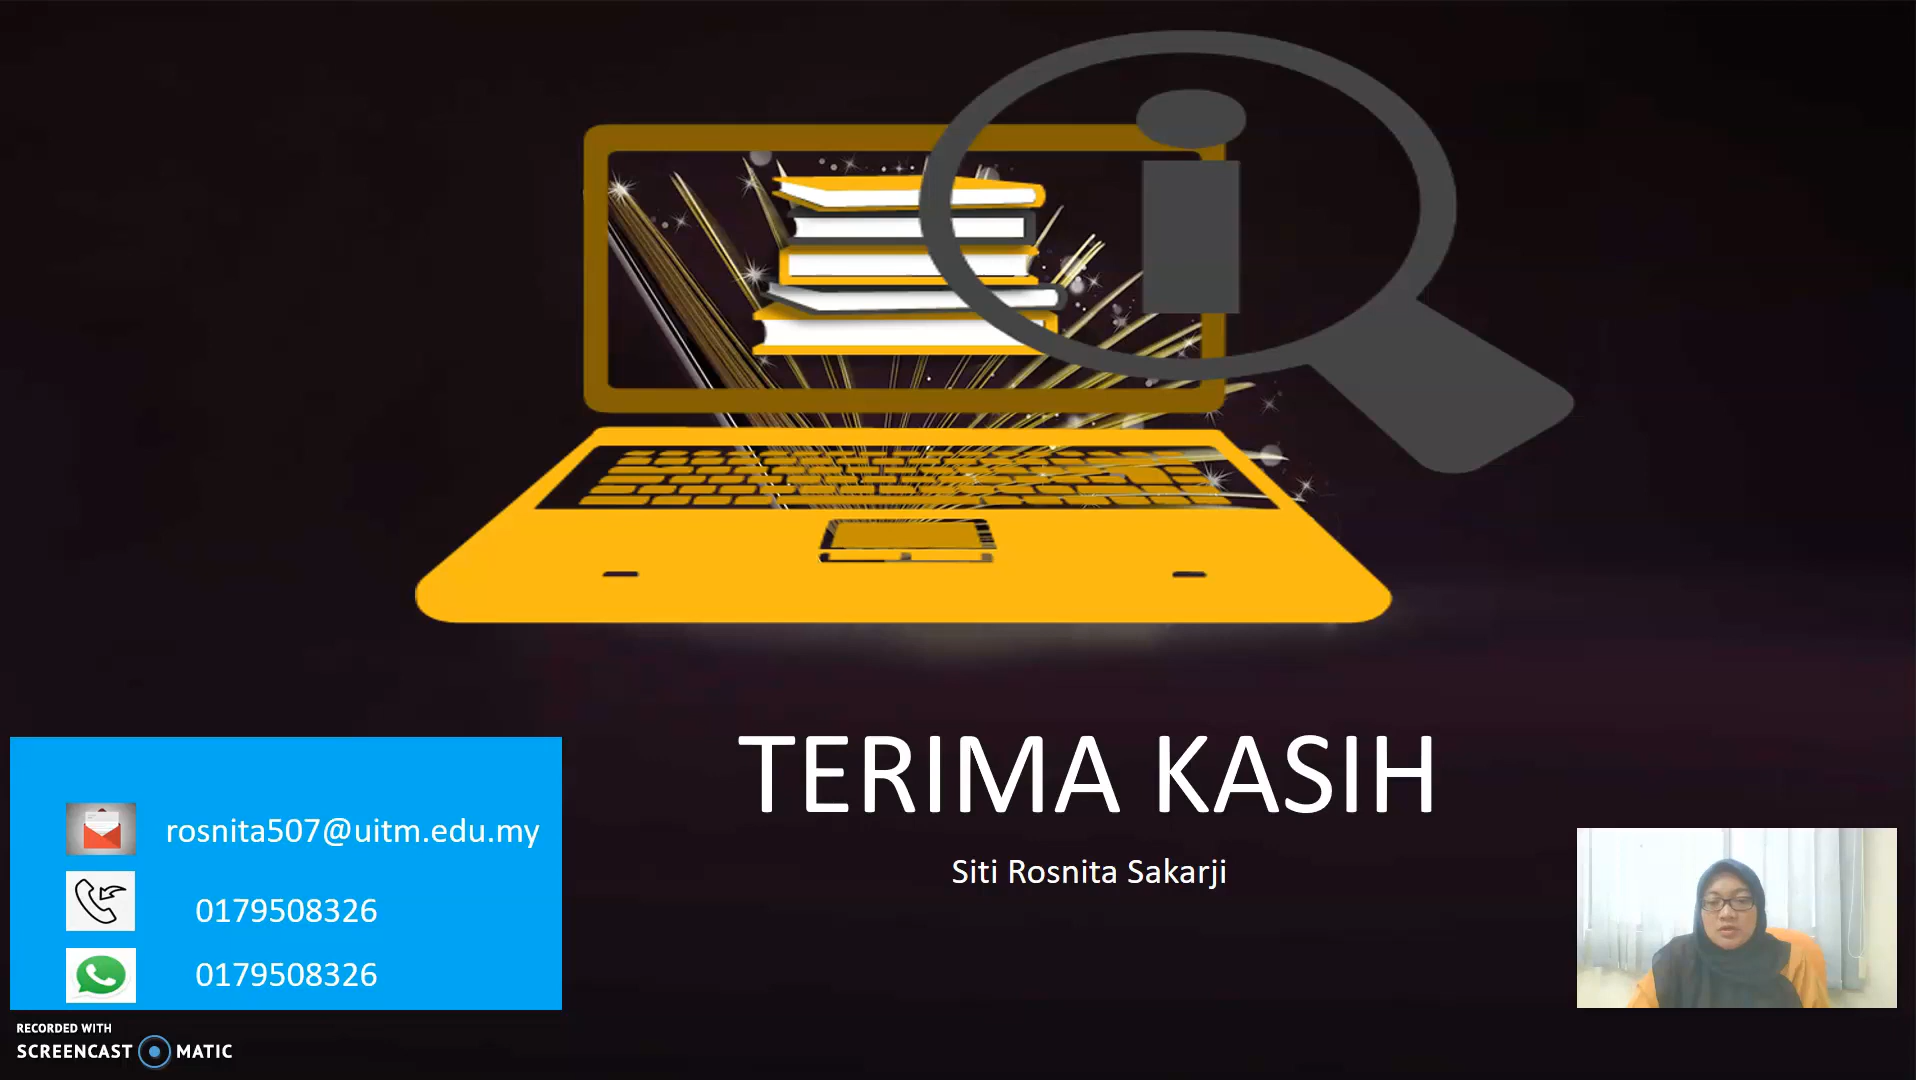 TERIMA KASIH
Siti Rosnita Sakarji
rosnita507@uitm.edu.my
0179508326
0179508326
RECORDED WITH
SCREENCAST MATIC